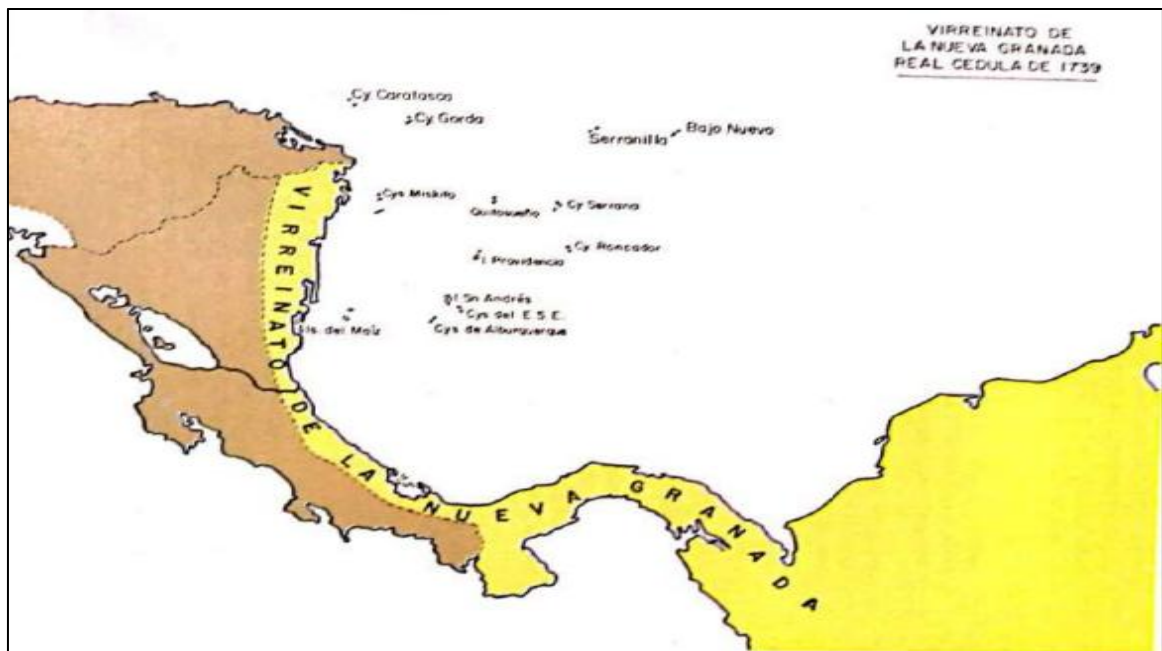 VIRREINATO DE
LA NUEVA GRANADA
REAL CEDULA DE 1739
Cy. Caratasca
Cy. Gorda
Serranilla
Bajo Nuevo
Cys Miskito
Quitasueño
Cy Serrana
Cy. Roncador
I. Providencia
I. Sn Andrés
Cys del E.S.E.
Is. del Maíz
Cys de Alburquerque
VIRREINATO DE LA NUEVA GRANADA